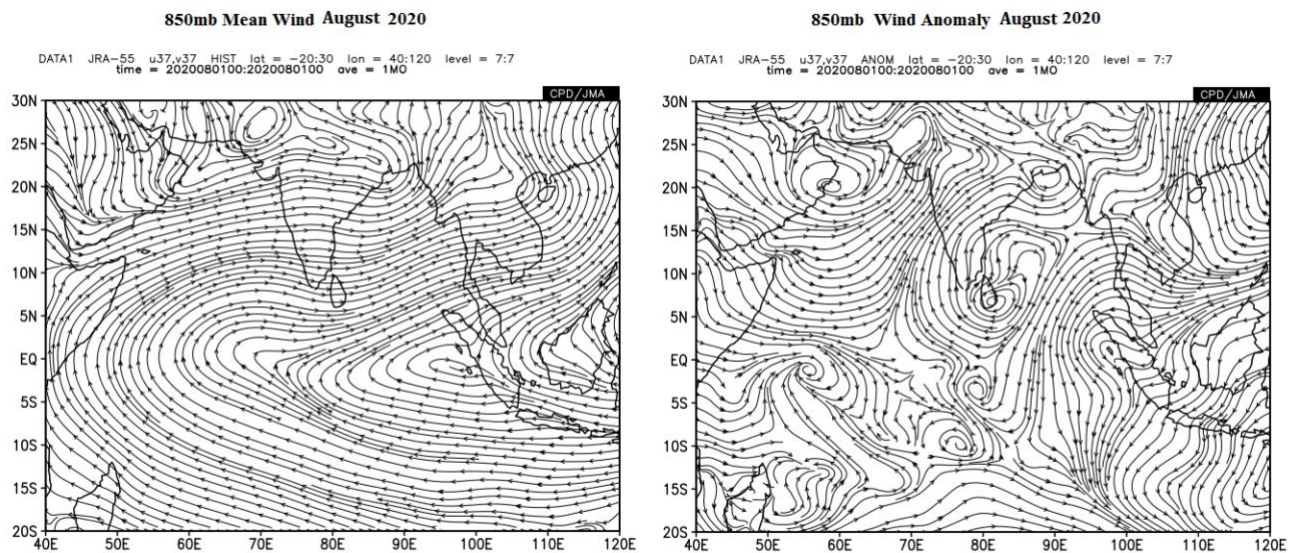 850mb Mean Wind August 2020
DATA1 JRA-55 u37,v37 HIST lat = -20:30 lon = 40:120 level = 7:7
time = 2020080100:2020080100 ave = 1MO
CPD/JMA
30N
25N
20N
15N
10N
5N
EQ
5S
10S
15S
20S
40E 50E 60E 70E 80E 90E 100E 110E 120E
850mb Wind Anomaly August 2020
DATA1 JRA-55 u37,v37 ANOM lat = -20:30 lon = 40:120 level = 7:7
time = 2020080100:2020080100 ave = 1MO
CPD/JMA
30N
25N
20N
15N
10N
5N
EQ
5S
10S
15S
20S
40E 50E 60E 70E 80E 90E 100E 110E 120E